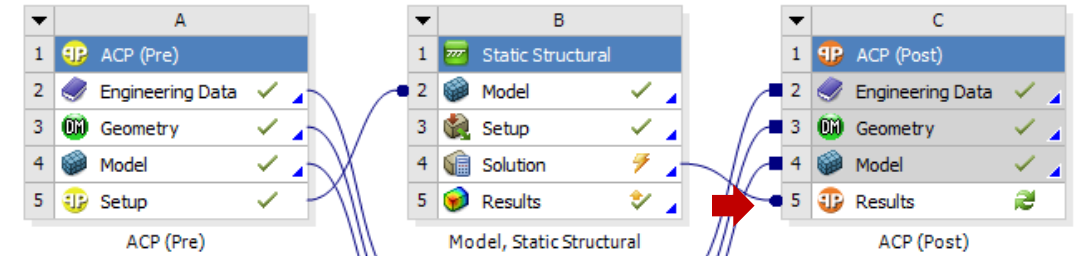 A
1 ACP (Pre)
2 Engineering Data
3 DM Geometry
4 Model
5 Setup
ACP (Pre)
B
1 Static Structural
2 Model
3 Setup
4 Solution
5 Results
Model, Static Structural
C
1 ACP (Post)
2 Engineering Data
3 DM Geometry
4 Model
5 Results
ACP (Post)